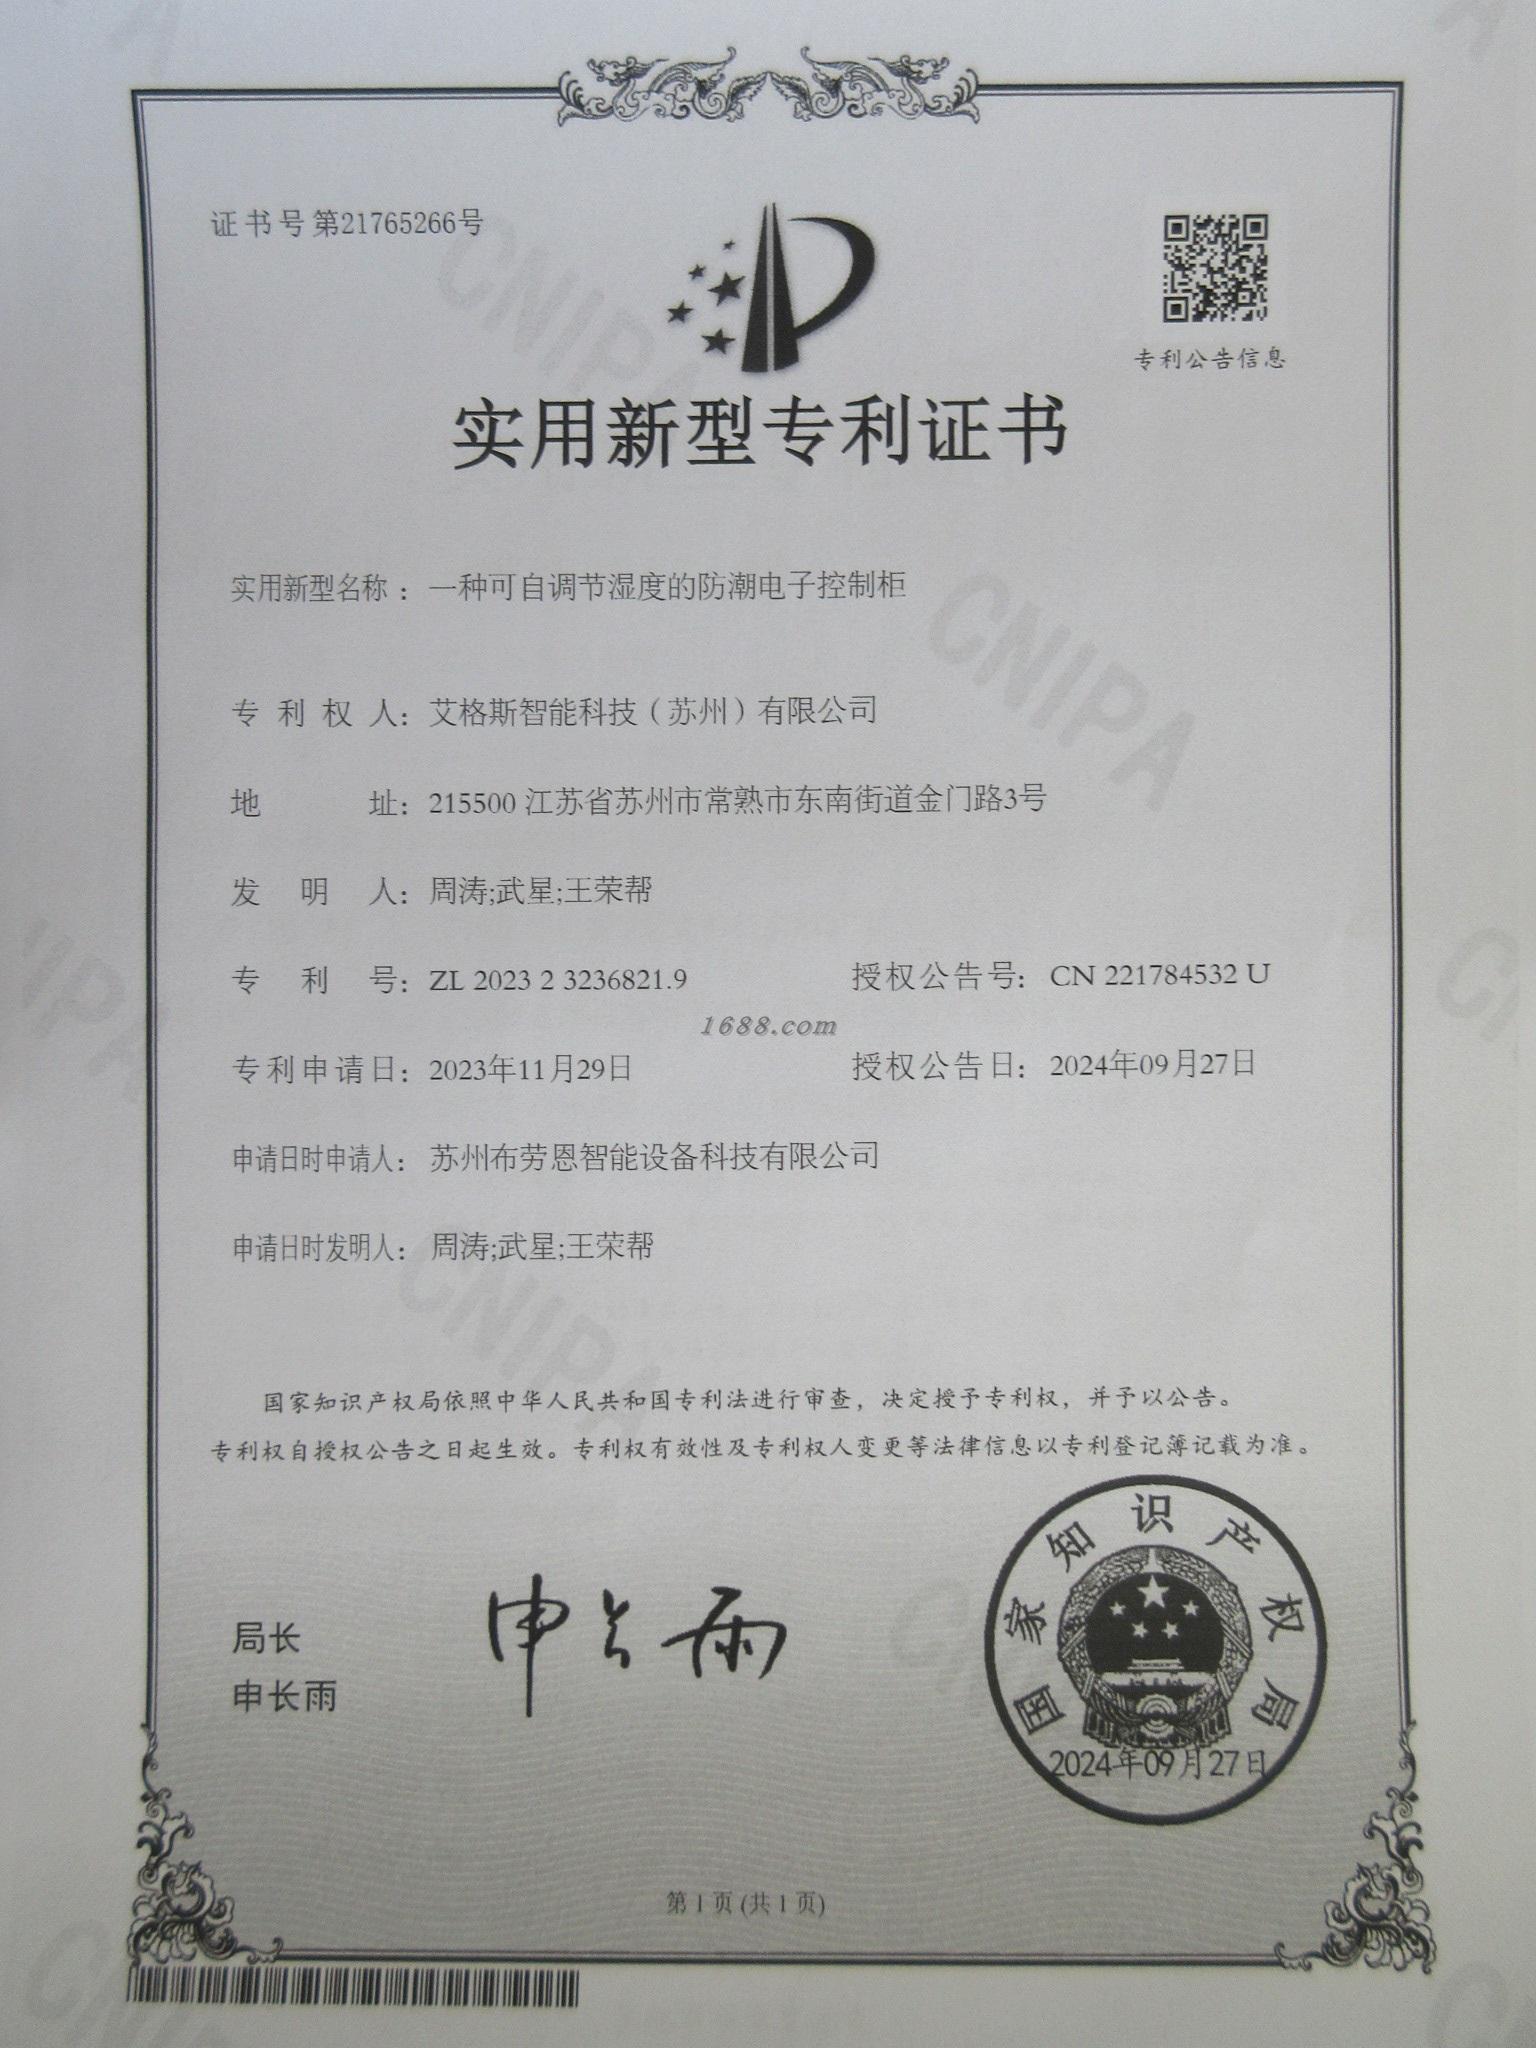 证书号第21765266号
专利公告信息
实用新型专利证书
实用新型名称：一种可自调节湿度的防潮电子控制柜
专利权人：艾格斯智能科技（苏州）有限公司
地址：215500 江苏省苏州市常熟市东南街道金门路3号
发明人：周涛;武星;王荣帮
专利号：ZL 2023 2 3236821.9 授权公告号：CN 221784532 U
1688.com
专利申请日：2023年11月29日 授权公告日：2024年09月27日
申请日时申请人：苏州布劳恩智能设备科技有限公司
申请日时发明人：周涛;武星;王荣帮
国家知识产权局依照中华人民共和国专利法进行审查，决定授予专利权，并予以公告。
专利权自授权公告之日起生效。专利权有效性及专利权人变更等法律信息以专利登记簿记载为准。
局长
申长雨
申长雨
国家知识产权局
2024年09月27日
第 1 页 (共 1 页)
CNIPA
CNIPA
CNIPA